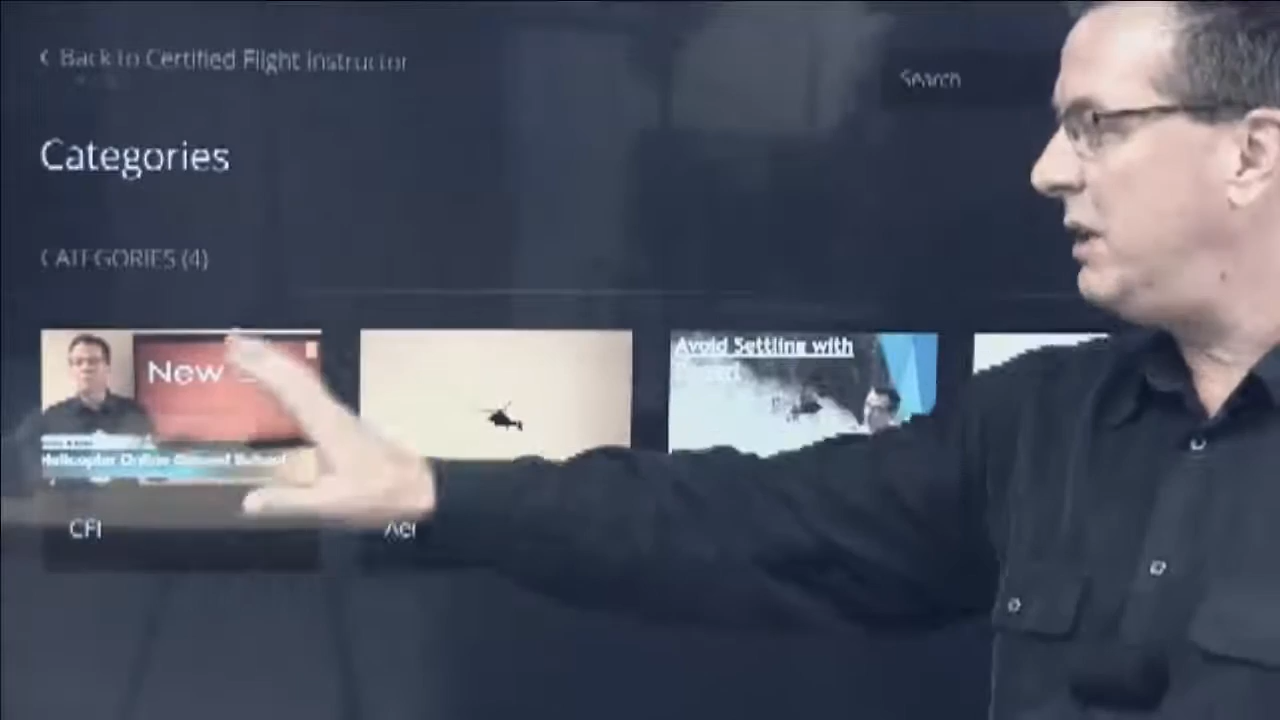 Back to Certified Flight Instructor
Search
Categories
CATEGORIES (4)
New
Avoid Settling with
Helicopter Online Ground School
CFI
Aer